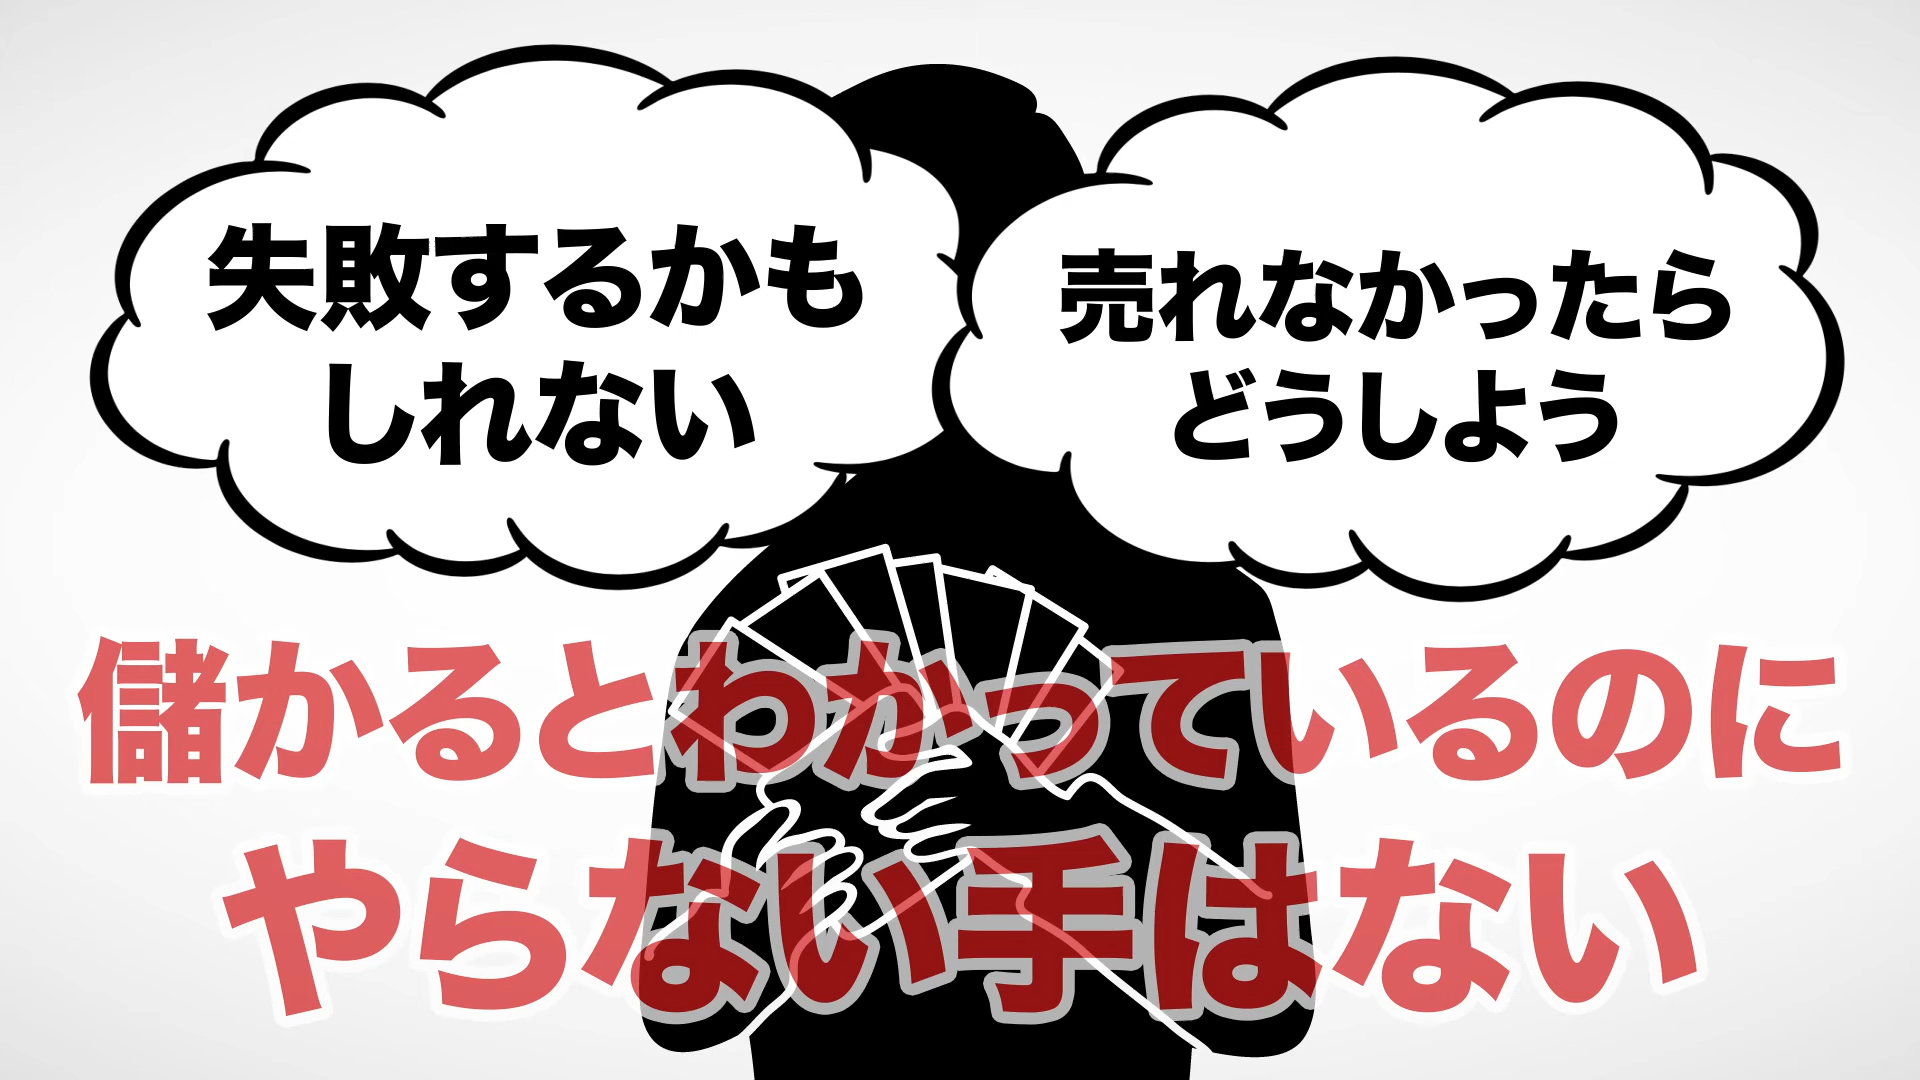 失敗するかも
しれない
売れなかったら
どうしよう
儲かるとわかっているのに
やらない手はない